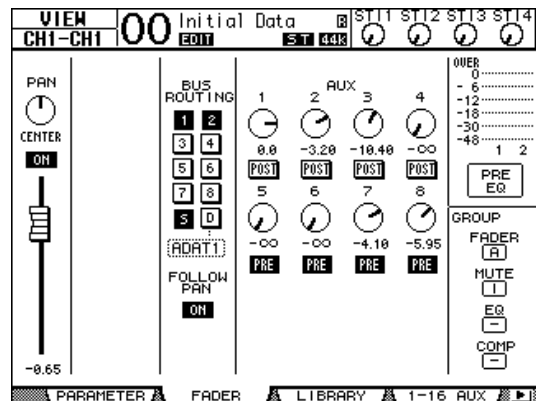 VIEW
CH1-CH1
00
Initial Data
EDIT
ST 44K
STI1 STI2 STI3 STI4
PAN
CENTER
ON
-0.65
BUS
ROUTING
1 2
3 4
5 6
7 8
S D
ADAT1
FOLLOW
PAN
ON
AUX
1 2 3 4
0.0 -3.20 -10.40 -∞
POST POST POST POST
5 6 7 8
-∞ -∞ -4.10 -5.95
PRE PRE PRE PRE
OVER
0
- 6
-12
-18
-30
-48
1 2
PRE
EQ
GROUP
FADER
A
MUTE
I
EQ
-
COMP
-
PARAMETER FADER LIBRARY 1-16 AUX